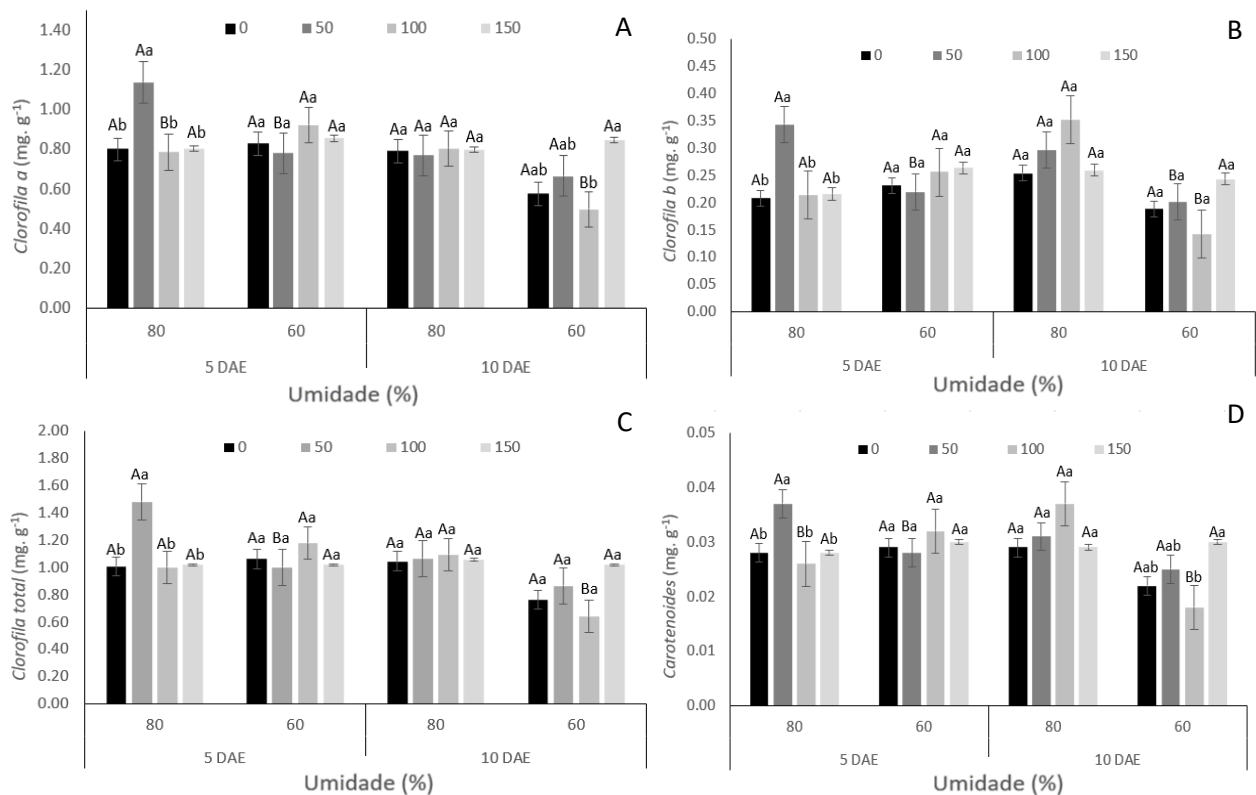 A
0 50 100 150
1.40
1.20
1.00
0.80
0.60
0.40
0.20
0.00
Clorofila a (mg. g⁻¹)
Ab Aa Bb Ab Aa Ba Aa Aa Aa Aa Aa Aa Aab Aab Bb Aa
80 60 80 60
5 DAE 10 DAE
Umidade (%)
B
0 50 100 150
0.50
0.45
0.40
0.35
0.30
0.25
0.20
0.15
0.10
0.05
0.00
Clorofila b (mg. g⁻¹)
Ab Aa Ab Ab Aa Ba Aa Aa Aa Aa Aa Aa Aa Ba Ba Aa
80 60 80 60
5 DAE 10 DAE
Umidade (%)
C
0 50 100 150
2.00
1.80
1.60
1.40
1.20
1.00
0.80
0.60
0.40
0.20
0.00
Clorofila total (mg. g⁻¹)
Ab Aa Ab Ab Aa Ba Aa Aa Aa Aa Aa Aa Aa Aa Ba Aa
80 60 80 60
5 DAE 10 DAE
Umidade (%)
D
0 50 100 150
0.05
0.04
0.03
0.02
0.01
0.00
Carotenoides (mg. g⁻¹)
Ab Aa Bb Ab Aa Ba Aa Aa Aa Aa Aa Aa Aab Aab Bb Aa
80 60 80 60
5 DAE 10 DAE
Umidade (%)